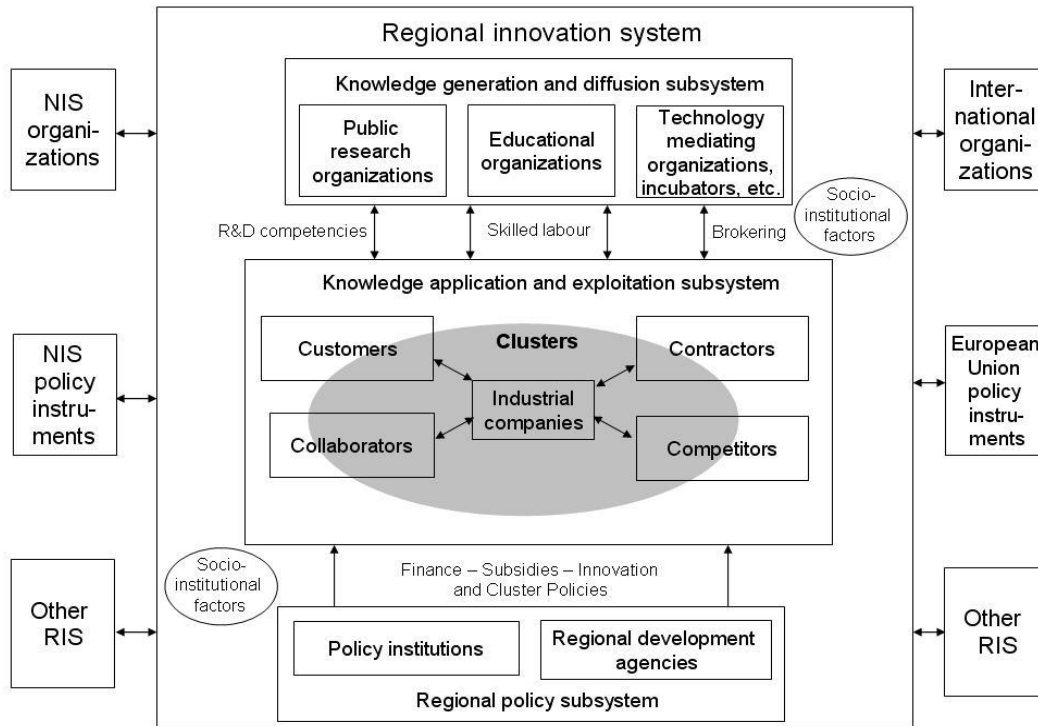 Regional innovation system
Knowledge generation and diffusion subsystem
Public
research
organizations
Educational
organizations
Technology
mediating
organizations,
incubators, etc.
NIS
organi-
zations
Inter-
national
organi-
zations
Socio-
institutional
factors
R&D competencies
Skilled labour
Brokering
Knowledge application and exploitation subsystem
Customers
Clusters
Contractors
Industrial
companies
Collaborators
Competitors
NIS
policy
instru-
ments
European
Union
policy
instru-
ments
Socio-
institutional
factors
Finance – Subsidies – Innovation
and Cluster Policies
Other
RIS
Policy institutions
Regional development
agencies
Regional policy subsystem
Other
RIS